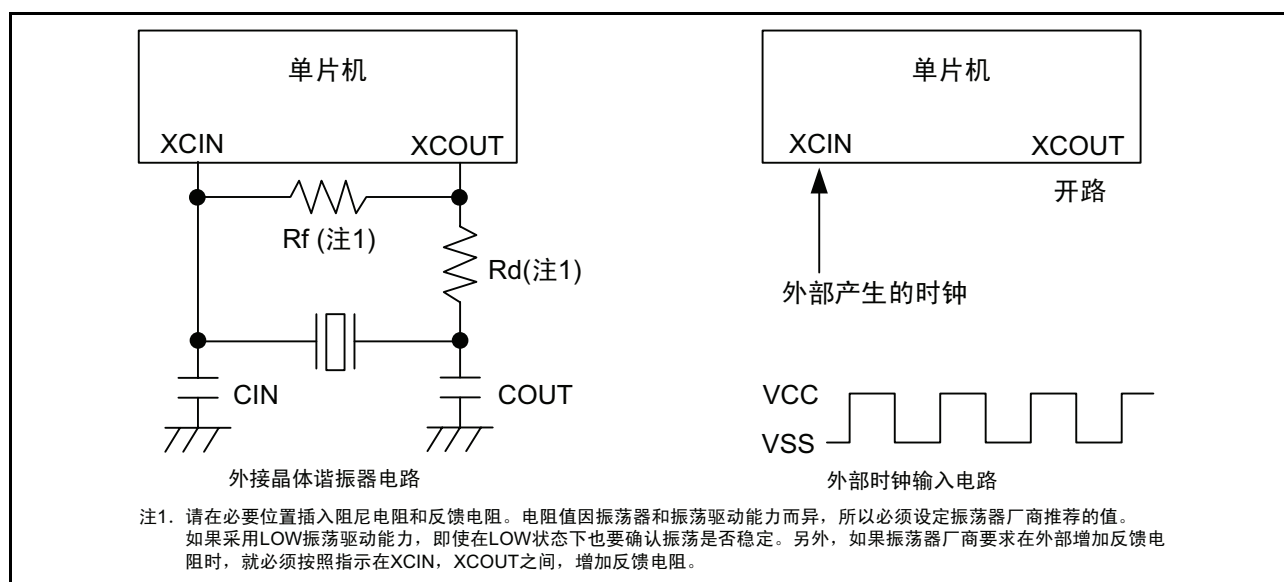 单片机
XCIN
XCOUT
Rf (注1)
Rd(注1)
CIN
COUT
外接晶体谐振器电路
单片机
XCIN
XCOUT
开路
外部产生的时钟
VCC
VSS
外部时钟输入电路
注1. 请在必要位置插入阻尼电阻和反馈电阻。电阻值因振荡器和振荡驱动能力而异，所以必须设定振荡器厂商推荐的值。
如果采用LOW振荡驱动能力，即使在LOW状态下也要确认振荡是否稳定。另外，如果振荡器厂商要求在外部增加反馈电
阻时，就必须按照指示在XCIN，XCOUT之间，增加反馈电阻。